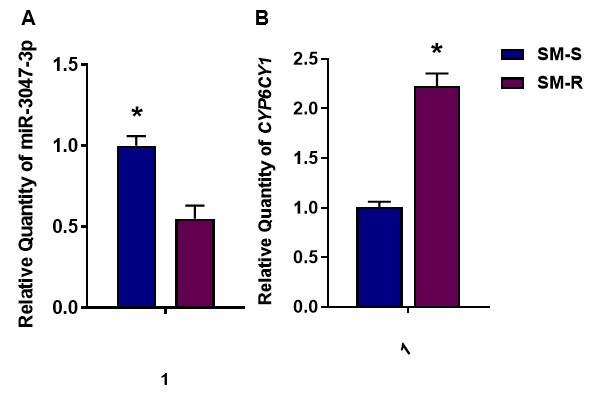 A
Relative Quantity of miR-3047-3p
1.5
1.0
0.5
0.0
*
1
B
Relative Quantity of CYP6CY1
2.5
2.0
1.5
1.0
0.5
0.0
*
1
SM-S
SM-R